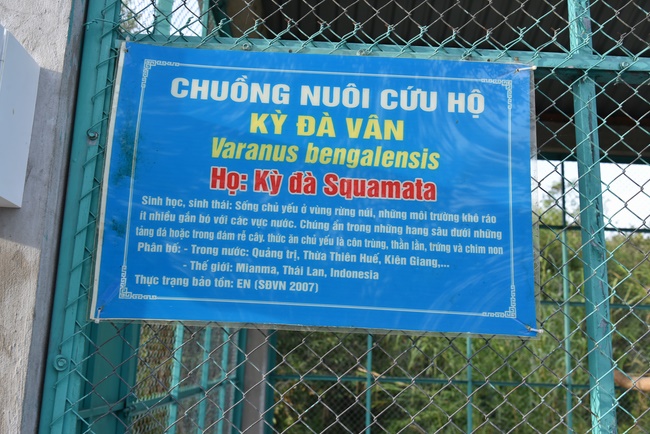 CHUỒNG NUÔI CỨU HỘ
KỲ ĐÀ VÂN
Varanus bengalensis
Họ: Kỳ đà Squamata
Sinh học, sinh thái: Sống chủ yếu ở vùng rừng núi, những môi trường khô ráo
ít nhiều gắn bó với các vực nước. Chúng ẩn trong những hang sâu dưới những
tảng đá hoặc trong đám rễ cây. thức ăn chủ yếu là côn trùng, thằn lằn, trứng và chim non
Phân bố: - Trong nước: Quảng trị, Thừa Thiên Huế, Kiên Giang,...
- Thế giới: Mianma, Thái Lan, Indonesia
Thực trạng bảo tồn: EN (SĐVN 2007)